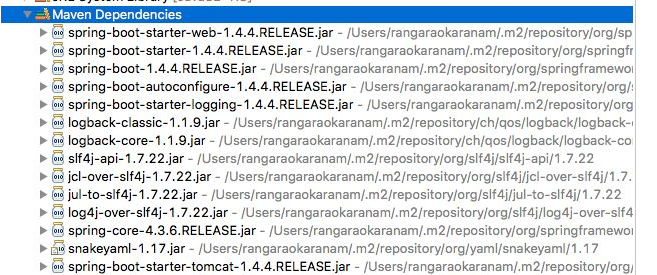 Maven Dependencies
spring-boot-starter-web-1.4.4.RELEASE.jar - /Users/rangaraokaranam/.m2/repository/org/sp
spring-boot-starter-1.4.4.RELEASE.jar - /Users/rangaraokaranam/.m2/repository/org/springfr
spring-boot-1.4.4.RELEASE.jar - /Users/rangaraokaranam/.m2/repository/org/springframewor
spring-boot-autoconfigure-1.4.4.RELEASE.jar - /Users/rangaraokaranam/.m2/repository/org/
spring-boot-starter-logging-1.4.4.RELEASE.jar - /Users/rangaraokaranam/.m2/repository/org
logback-classic-1.1.9.jar - /Users/rangaraokaranam/.m2/repository/ch/qos/logback/logback-
logback-core-1.1.9.jar - /Users/rangaraokaranam/.m2/repository/ch/qos/logback/logback-co
slf4j-api-1.7.22.jar - /Users/rangaraokaranam/.m2/repository/org/slf4j/slf4j-api/1.7.22
jcl-over-slf4j-1.7.22.jar - /Users/rangaraokaranam/.m2/repository/org/slf4j/jcl-over-slf4j/1.7.
jul-to-slf4j-1.7.22.jar - /Users/rangaraokaranam/.m2/repository/org/slf4j/jul-to-slf4j/1.7.22
log4j-over-slf4j-1.7.22.jar - /Users/rangaraokaranam/.m2/repository/org/slf4j/log4j-over-slf4
spring-core-4.3.6.RELEASE.jar - /Users/rangaraokaranam/.m2/repository/org/springframewo
snakeyaml-1.17.jar - /Users/rangaraokaranam/.m2/repository/org/yaml/snakeyaml/1.17
spring-boot-starter-tomcat-1.4.4.RELEASE.jar - /Users/rangaraokaranam/.m2/repository/org